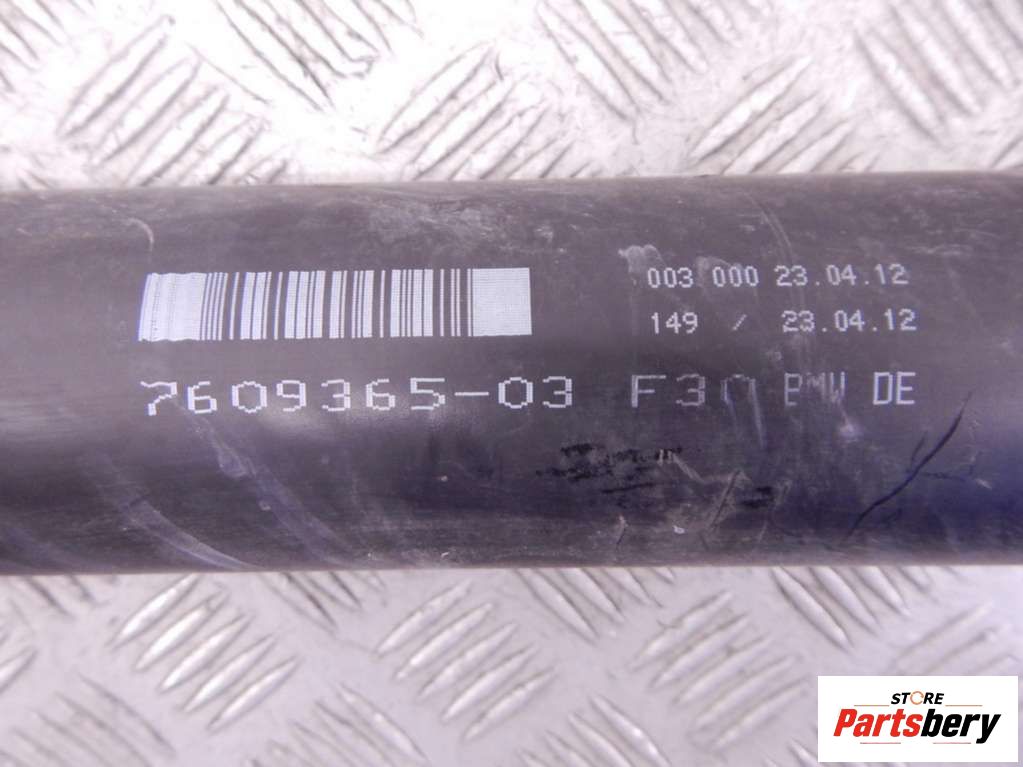 003 000 23.04.12
149 / 23.04.12
7609365-03 F30 BMW DE
STORE
Partsbery